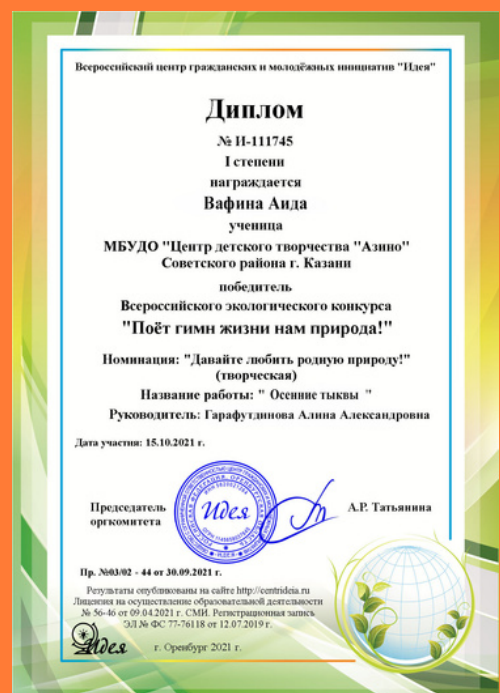 Всероссийский центр гражданских и молодёжных инициатив "Идея"
Диплом
№ И-111745
I степени
награждается
Вафина Аида
ученица
МБУДО "Центр детского творчества "Азино"
Советского района г. Казани
победитель
Всероссийского экологического конкурса
"Поёт гимн жизни нам природа!"
Номинация: "Давайте любить родную природу!"
(творческая)
Название работы: " Осенние тыквы "
Руководитель: Гарафутдинова Алина Александровна
Дата участия: 15.10.2021 г.
Идея
Председатель
оргкомитета
А.Р. Татьянина
Пр. №03/02 - 44 от 30.09.2021 г.
Результаты опубликованы на сайте http://centrideia.ru
Лицензия на осуществление образовательной деятельности
№ 56-46 от 09.04.2021 г. СМИ. Регистрационная запись
ЭЛ № ФС 77-76118 от 12.07.2019 г.
Идея
г. Оренбург 2021 г.